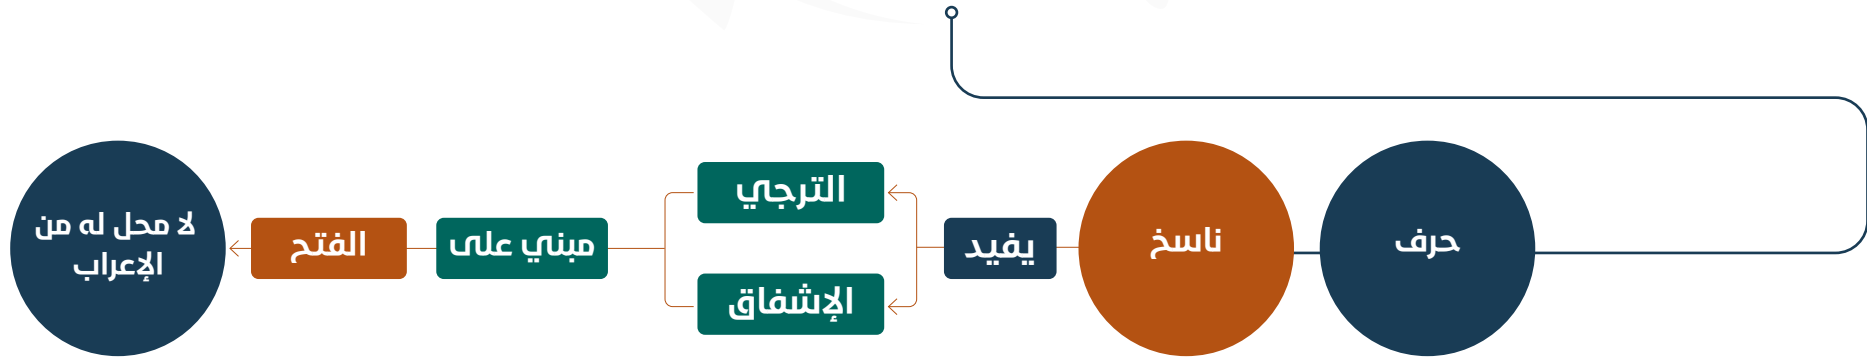 حرف
ناسخ
يفيد
الترجي
الإشفاق
مبني على
الفتح
لا محل له من
الإعراب